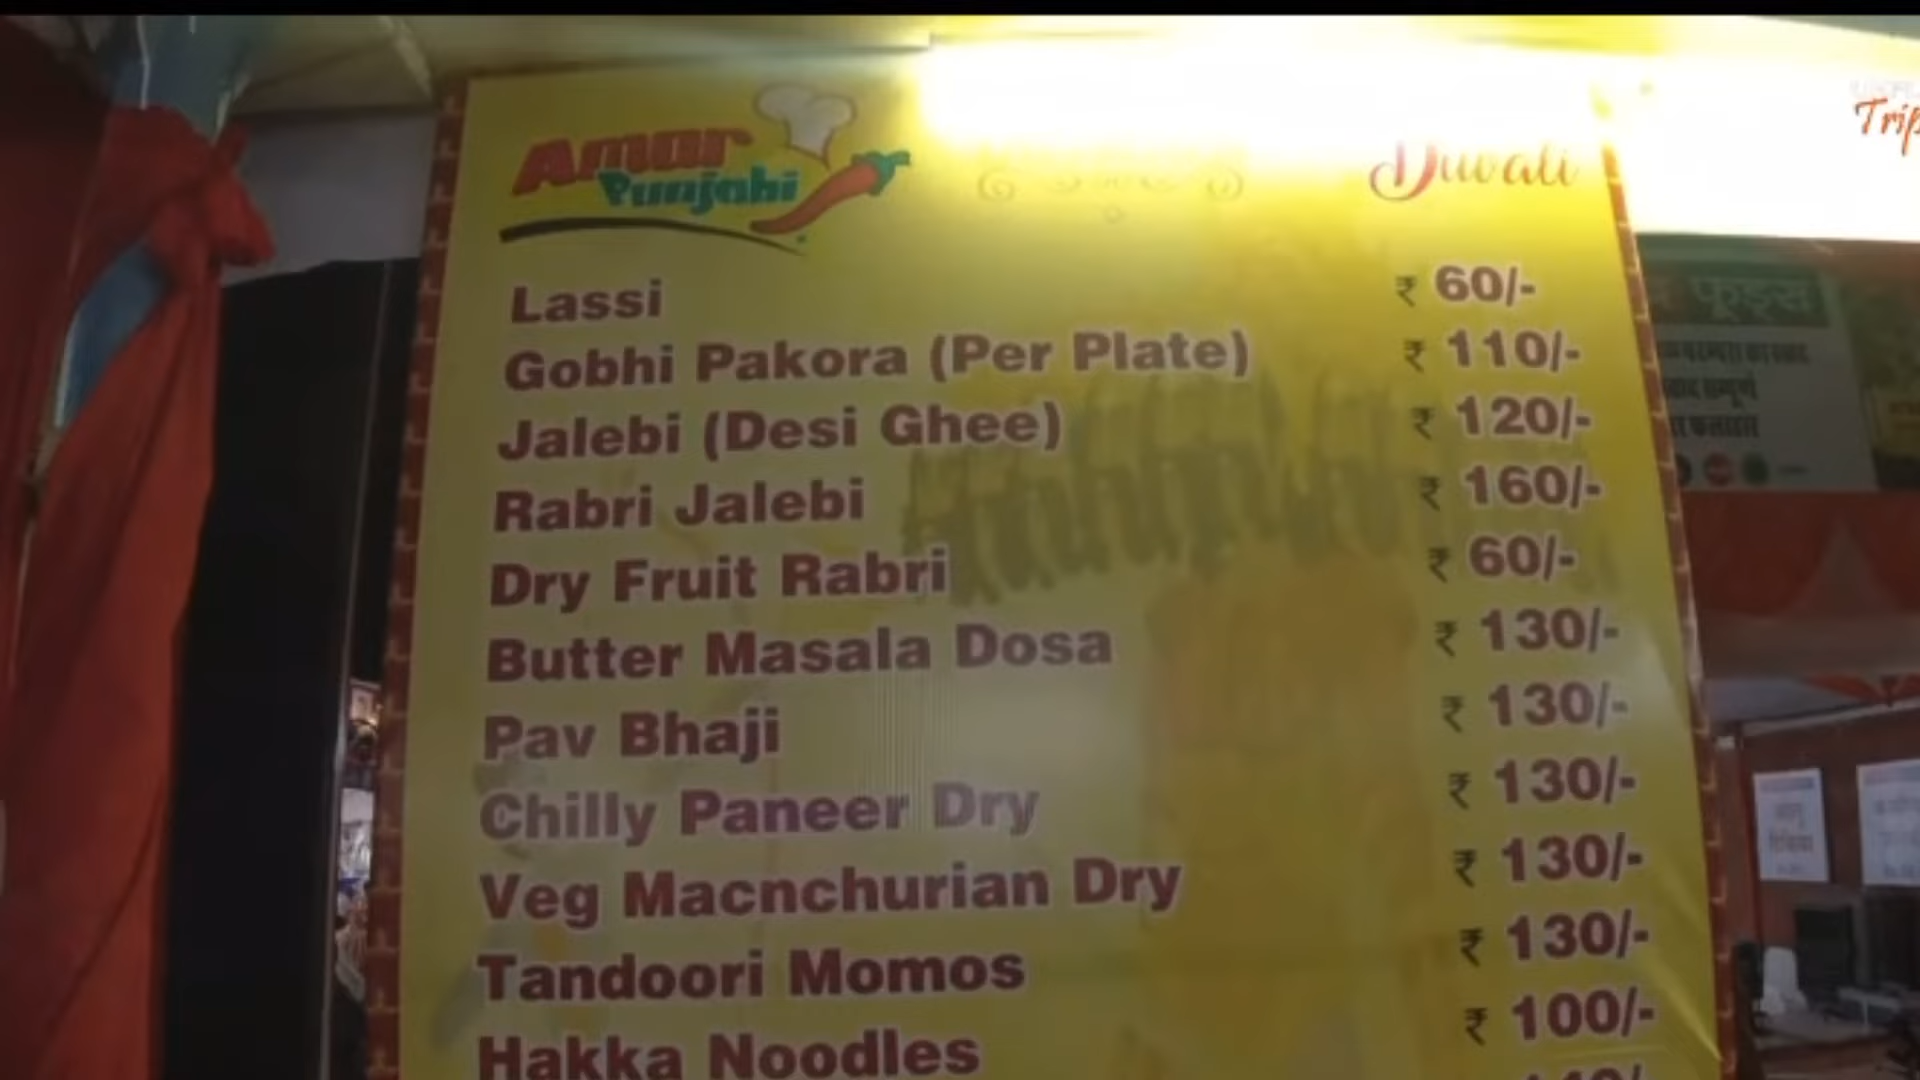 Amor Punjabi
Diwali
Trip
Lassi ₹ 60/-
Gobhi Pakora (Per Plate) ₹ 110/-
Jalebi (Desi Ghee) ₹ 120/-
Rabri Jalebi ₹ 160/-
Dry Fruit Rabri ₹ 60/-
Butter Masala Dosa ₹ 130/-
Pav Bhaji ₹ 130/-
Chilly Paneer Dry ₹ 130/-
Veg Macnchurian Dry ₹ 130/-
Tandoori Momos ₹ 130/-
Hakka Noodles ₹ 100/-
फूड्स